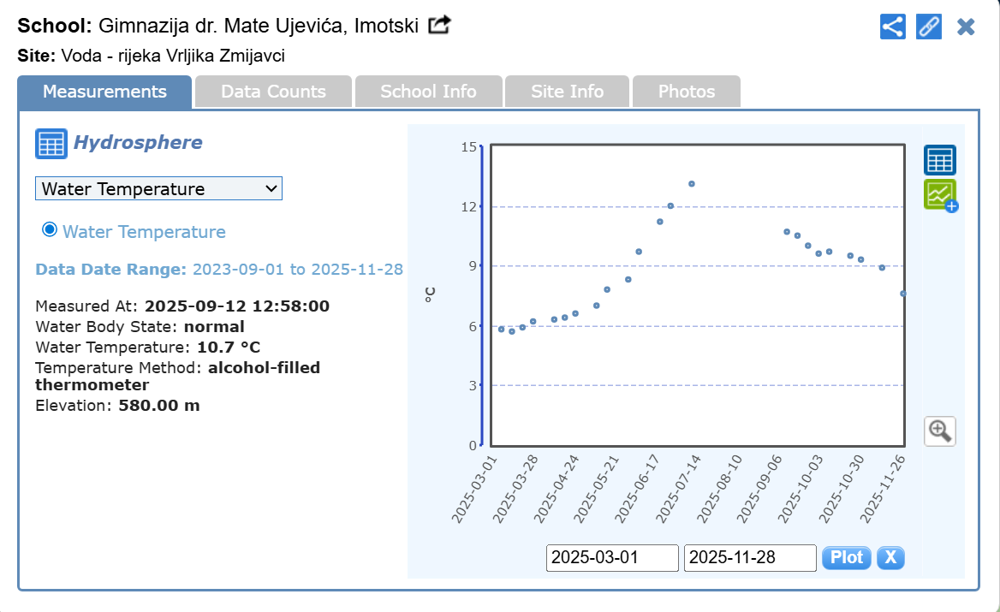 School: Gimnazija dr. Mate Ujevića, Imotski
Site: Voda - rijeka Vrljika Zmijavci
Measurements
Data Counts
School Info
Site Info
Photos
Hydrosphere
Water Temperature
Water Temperature
Data Date Range: 2023-09-01 to 2025-11-28
Measured At: 2025-09-12 12:58:00
Water Body State: normal
Water Temperature: 10.7 °C
Temperature Method: alcohol-filled
thermometer
Elevation: 580.00 m
15
12
9
6
3
0
°C
2025-03-01
2025-03-28
2025-04-24
2025-05-21
2025-06-17
2025-07-14
2025-08-10
2025-09-06
2025-10-03
2025-10-30
2025-11-26
2025-03-01
2025-11-28
Plot
X